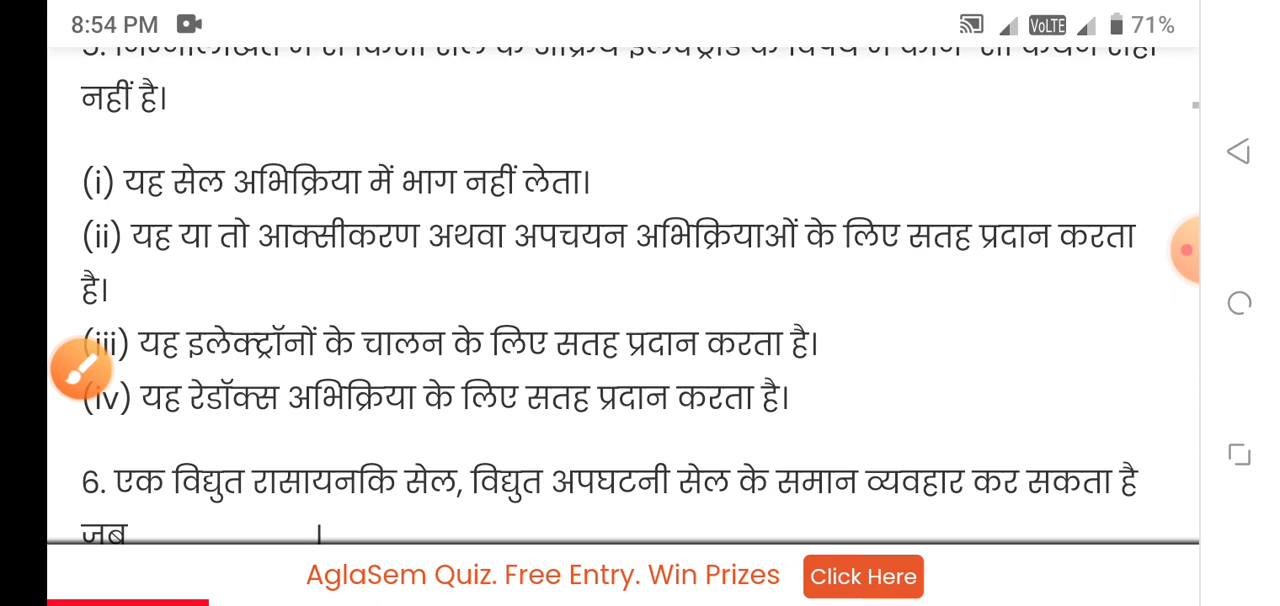 8:54 PM
VoLTE 71%
नहीं है।
(i) यह सेल अभिक्रिया में भाग नहीं लेता।
(ii) यह या तो आक्सीकरण अथवा अपचयन अभिक्रियाओं के लिए सतह प्रदान करता
है।
(iii) यह इलेक्ट्रॉनों के चालन के लिए सतह प्रदान करता है।
(iv) यह रेडॉक्स अभिक्रिया के लिए सतह प्रदान करता है।
6. एक विद्युत रासायनकि सेल, विद्युत अपघटनी सेल के समान व्यवहार कर सकता है
जब ।
AglaSem Quiz. Free Entry. Win Prizes Click Here